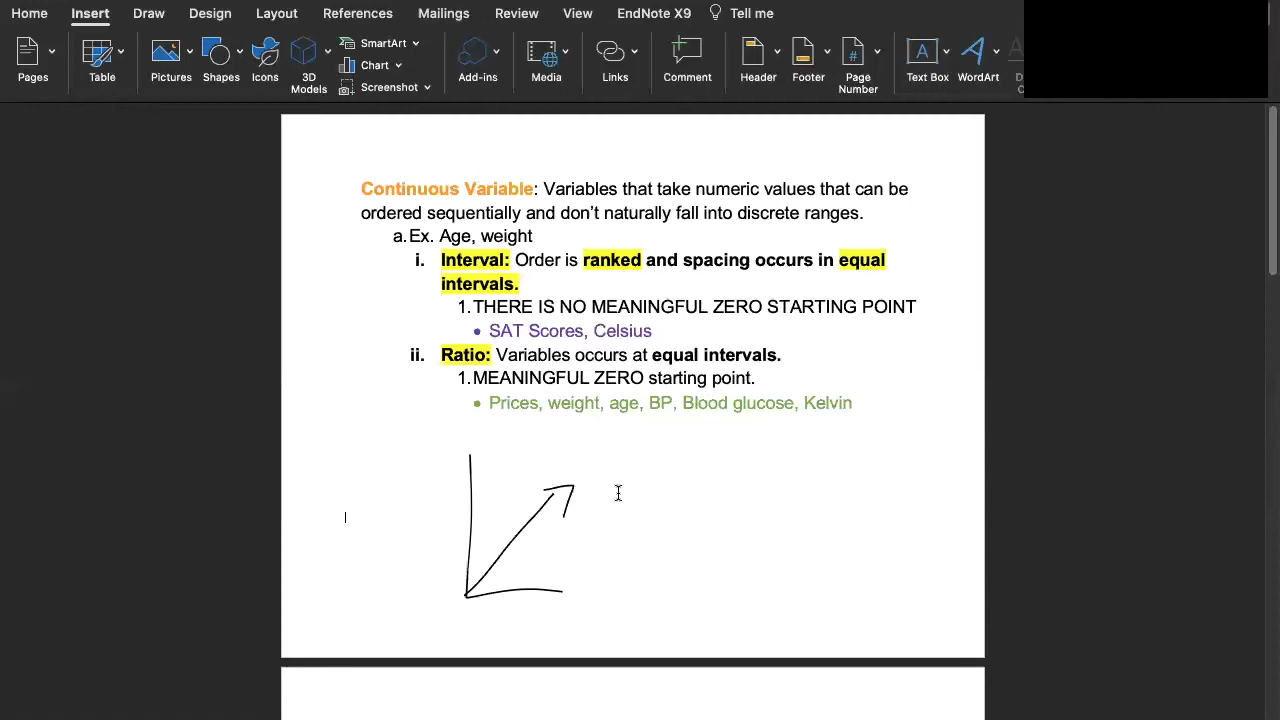 Home Insert Draw Design Layout References Mailings Review View EndNote X9 Tell me
Pages Table Pictures Shapes Icons 3D Models SmartArt Chart Screenshot Add-ins Media Links Comment Header Footer Page Number Text Box WordArt
Continuous Variable: Variables that take numeric values that can be
ordered sequentially and don’t naturally fall into discrete ranges.
a. Ex. Age, weight
i. Interval: Order is ranked and spacing occurs in equal
intervals.
1. THERE IS NO MEANINGFUL ZERO STARTING POINT
• SAT Scores, Celsius
ii. Ratio: Variables occurs at equal intervals.
1. MEANINGFUL ZERO starting point.
• Prices, weight, age, BP, Blood glucose, Kelvin